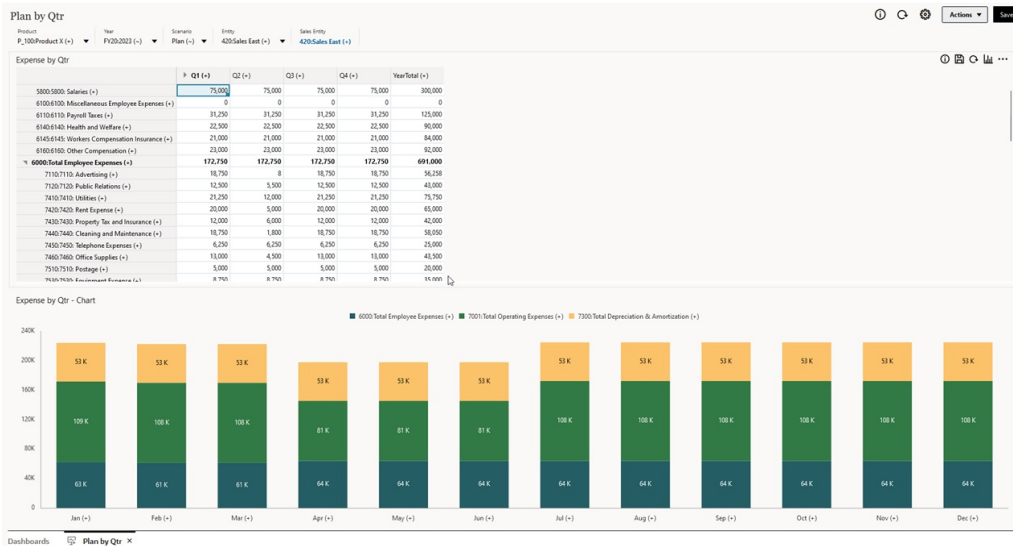 Plan by Qtr
Actions ▼ Save
Product Year Scenario Entity Sales Entity
P_100:Product X (+) ▼ FY20:2023 (~) ▼ Plan (~) ▼ 420:Sales East (+) ▼ 420:Sales East (+)
Expense by Qtr
Q1 (+) Q2 (+) Q3 (+) Q4 (+) YearTotal (+)
5800:5800: Salaries (+) 75,000 75,000 75,000 75,000 300,000
6100:6100: Miscellaneous Employee Expenses (+) 0 0 0 0 0
6110:6110: Payroll Taxes (+) 31,250 31,250 31,250 31,250 125,000
6140:6140: Health and Welfare (+) 22,500 22,500 22,500 22,500 90,000
6145:6145: Workers Compensation Insurance (+) 21,000 21,000 21,000 21,000 84,000
6160:6160: Other Compensation (+) 23,000 23,000 23,000 23,000 92,000
6000:Total Employee Expenses (+) 172,750 172,750 172,750 172,750 691,000
7110:7110: Advertising (+) 18,750 8 18,750 18,750 56,258
7120:7120: Public Relations (+) 12,500 5,500 12,500 12,500 43,000
7410:7410: Utilities (+) 21,250 12,000 21,250 21,250 75,750
7420:7420: Rent Expense (+) 20,000 5,000 20,000 20,000 65,000
7430:7430: Property Tax and Insurance (+) 12,000 6,000 12,000 12,000 42,000
7440:7440: Cleaning and Maintenance (+) 18,750 1,800 18,750 18,750 58,050
7450:7450: Telephone Expenses (+) 6,250 6,250 6,250 6,250 25,000
7460:7460: Office Supplies (+) 13,000 4,500 13,000 13,000 43,500
7510:7510: Postage (+) 5,000 5,000 5,000 5,000 20,000
7530:7530: Equipment Expense (+) 8,750 8,750 8,750 8,750 35,000
Expense by Qtr - Chart
6000:Total Employee Expenses (+) 7001:Total Operating Expenses (+) 7300:Total Depreciation & Amortization (+)
240K
200K
160K
120K
80K
40K
0
53 K 53 K 53 K 53 K 53 K 53 K 53 K 53 K 53 K 53 K 53 K 53 K
109 K 108 K 108 K 81 K 81 K 81 K 108 K 108 K 108 K 108 K 108 K 108 K
63 K 61 K 61 K 64 K 64 K 64 K 64 K 64 K 64 K 64 K 64 K 64 K
Jan (+) Feb (+) Mar (+) Apr (+) May (+) Jun (+) Jul (+) Aug (+) Sep (+) Oct (+) Nov (+) Dec (+)
Dashboards Plan by Qtr ×